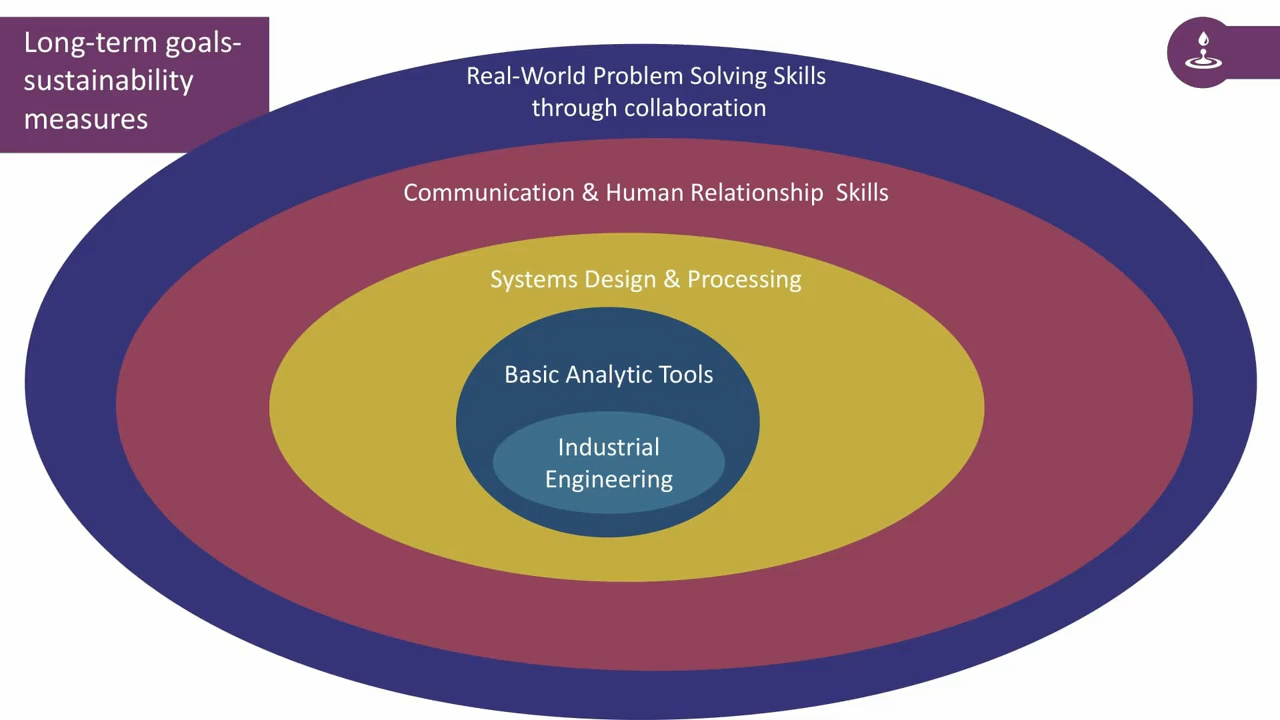 Long-term goals-
sustainability
measures
Real-World Problem Solving Skills
through collaboration
Communication & Human Relationship  Skills
Systems Design & Processing
Basic Analytic Tools
Industrial
Engineering